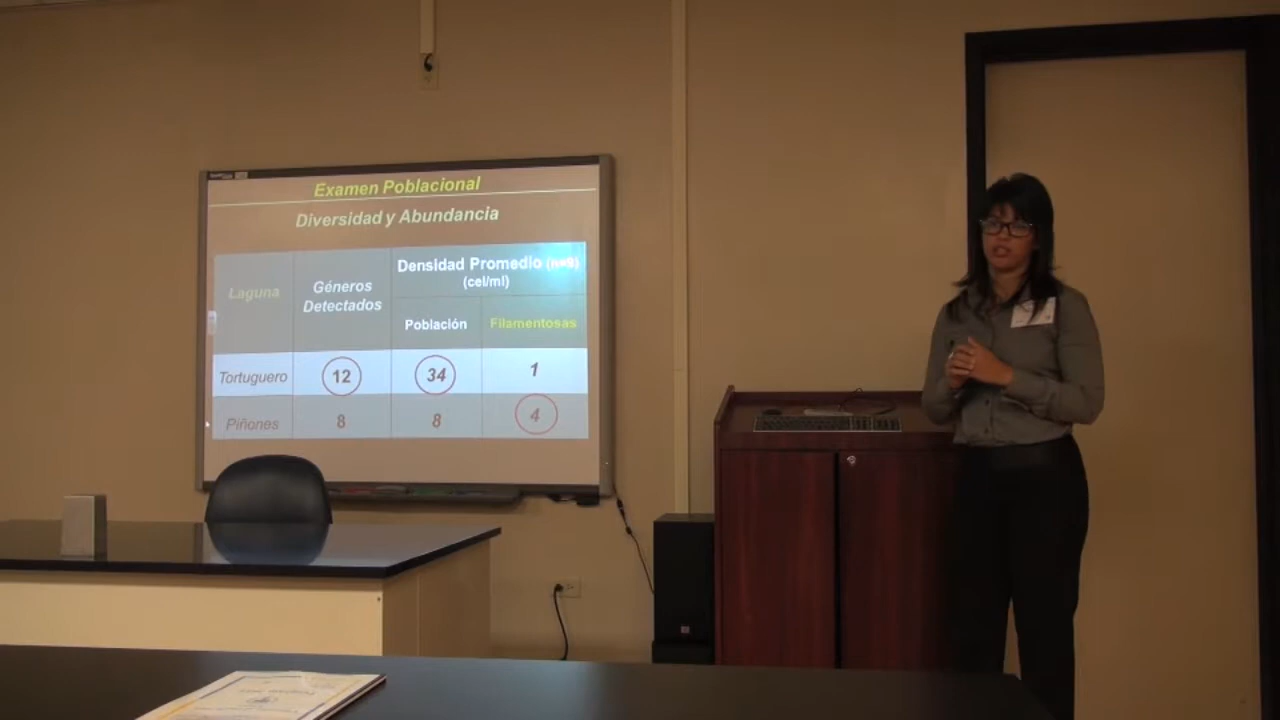 Examen Poblacional
Diversidad y Abundancia
Laguna
Géneros
Detectados
Densidad Promedio (n=9)
(cel/ml)
Población
Filamentosas
Tortuguero 12 34 1
Piñones 8 8 4